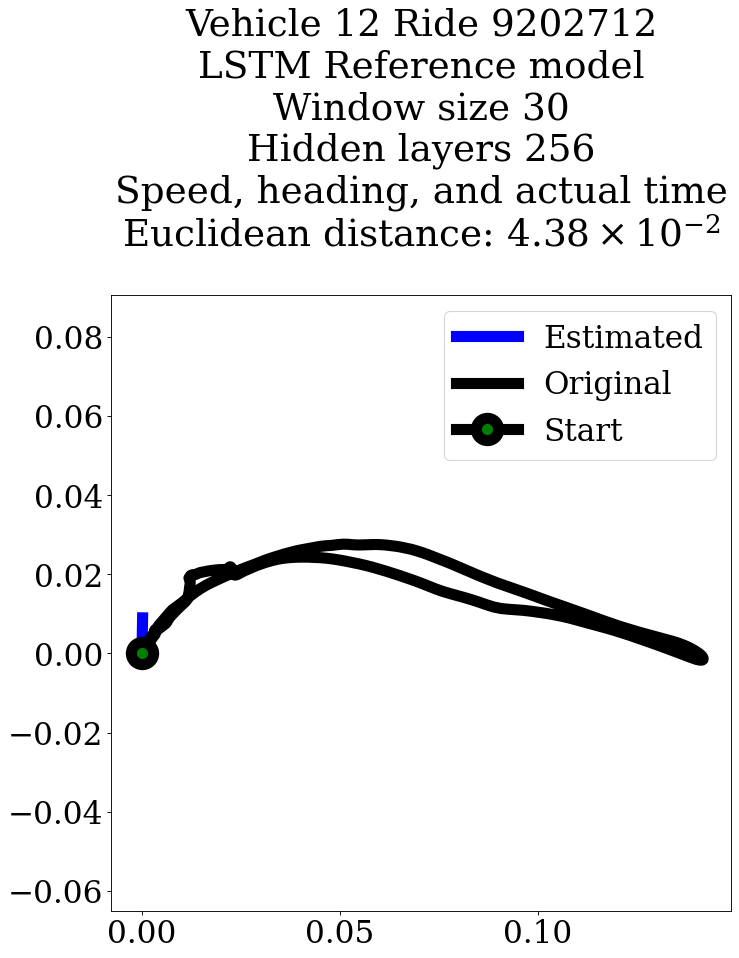 Vehicle 12 Ride 9202712
LSTM Reference model
Window size 30
Hidden layers 256
Speed, heading, and actual time
Euclidean distance: 4.38 × 10⁻²
Estimated
Original
Start
0.08
0.06
0.04
0.02
0.00
−0.02
−0.04
−0.06
0.00 0.05 0.10